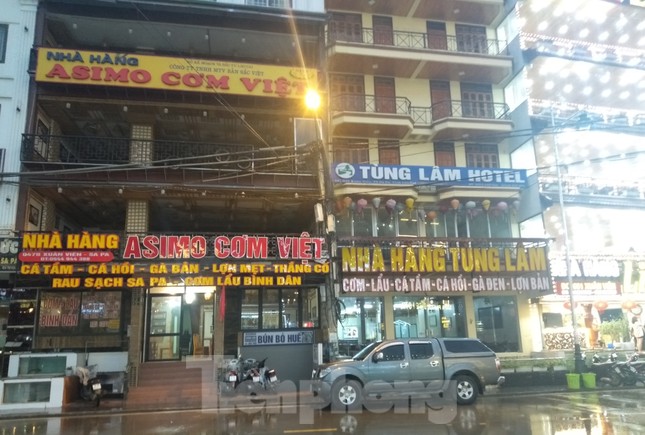 NHÀ HÀNG
ASIMO CƠM VIỆT
TÙNG LÂM HOTEL
NHÀ HÀNG ASIMO CƠM VIỆT
CÁ TẦM - CÁ HỒI - GÀ BẢN - LỢN MẸT - THẮNG CỐ
RAU SẠCH SA PA - CƠM LẨU BÌNH DÂN
NHÀ HÀNG TÙNG LÂM
CƠM-LẨU-CÁ TẦM-CÁ HỒI-GÀ ĐEN-LỢN BẢN
BÚN BÒ HUẾ
Tienphong